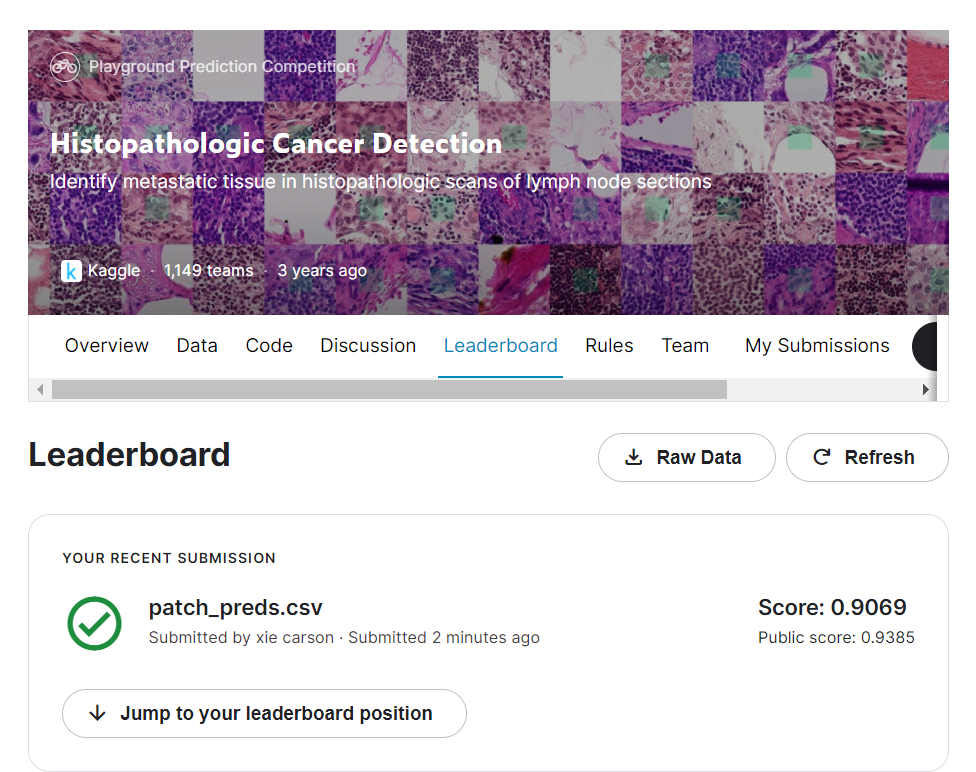 Playground Prediction Competition
Histopathologic Cancer Detection
Identify metastatic tissue in histopathologic scans of lymph node sections
k Kaggle · 1,149 teams · 3 years ago
Overview Data Code Discussion Leaderboard Rules Team My Submissions
Leaderboard
Raw Data Refresh
YOUR RECENT SUBMISSION
patch_preds.csv Score: 0.9069
Submitted by xie carson · Submitted 2 minutes ago Public score: 0.9385
Jump to your leaderboard position